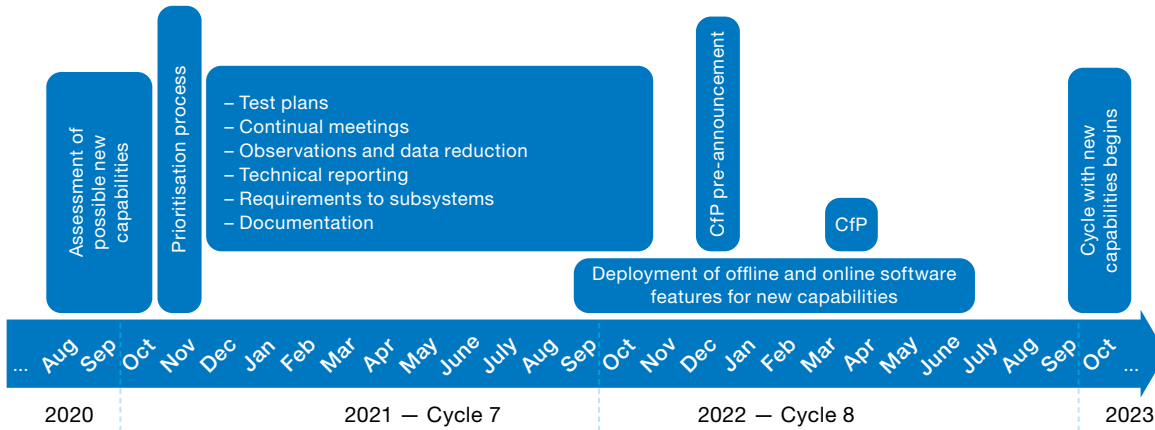 Assessment of
possible new
capabilities
Prioritisation process
– Test plans
– Continual meetings
– Observations and data reduction
– Technical reporting
– Requirements to subsystems
– Documentation
CfP pre-announcement
CfP
Deployment of offline and online software
features for new capabilities
Cycle with new
capabilities begins
... Aug Sep Oct Nov Dec Jan Feb Mar Apr May June July Aug Sep Oct Nov Dec Jan Feb Mar Apr May June July Aug Sep Oct ...
2020 2021 — Cycle 7 2022 — Cycle 8 2023